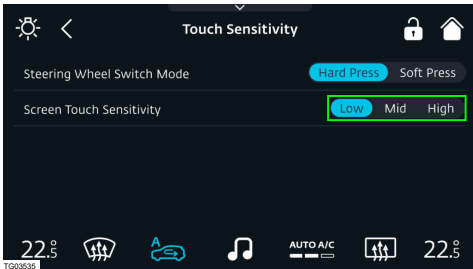 Touch Sensitivity
Steering Wheel Switch Mode Hard Press Soft Press
Screen Touch Sensitivity Low Mid High
22.5 A AUTO A/C 22.5
TG03535